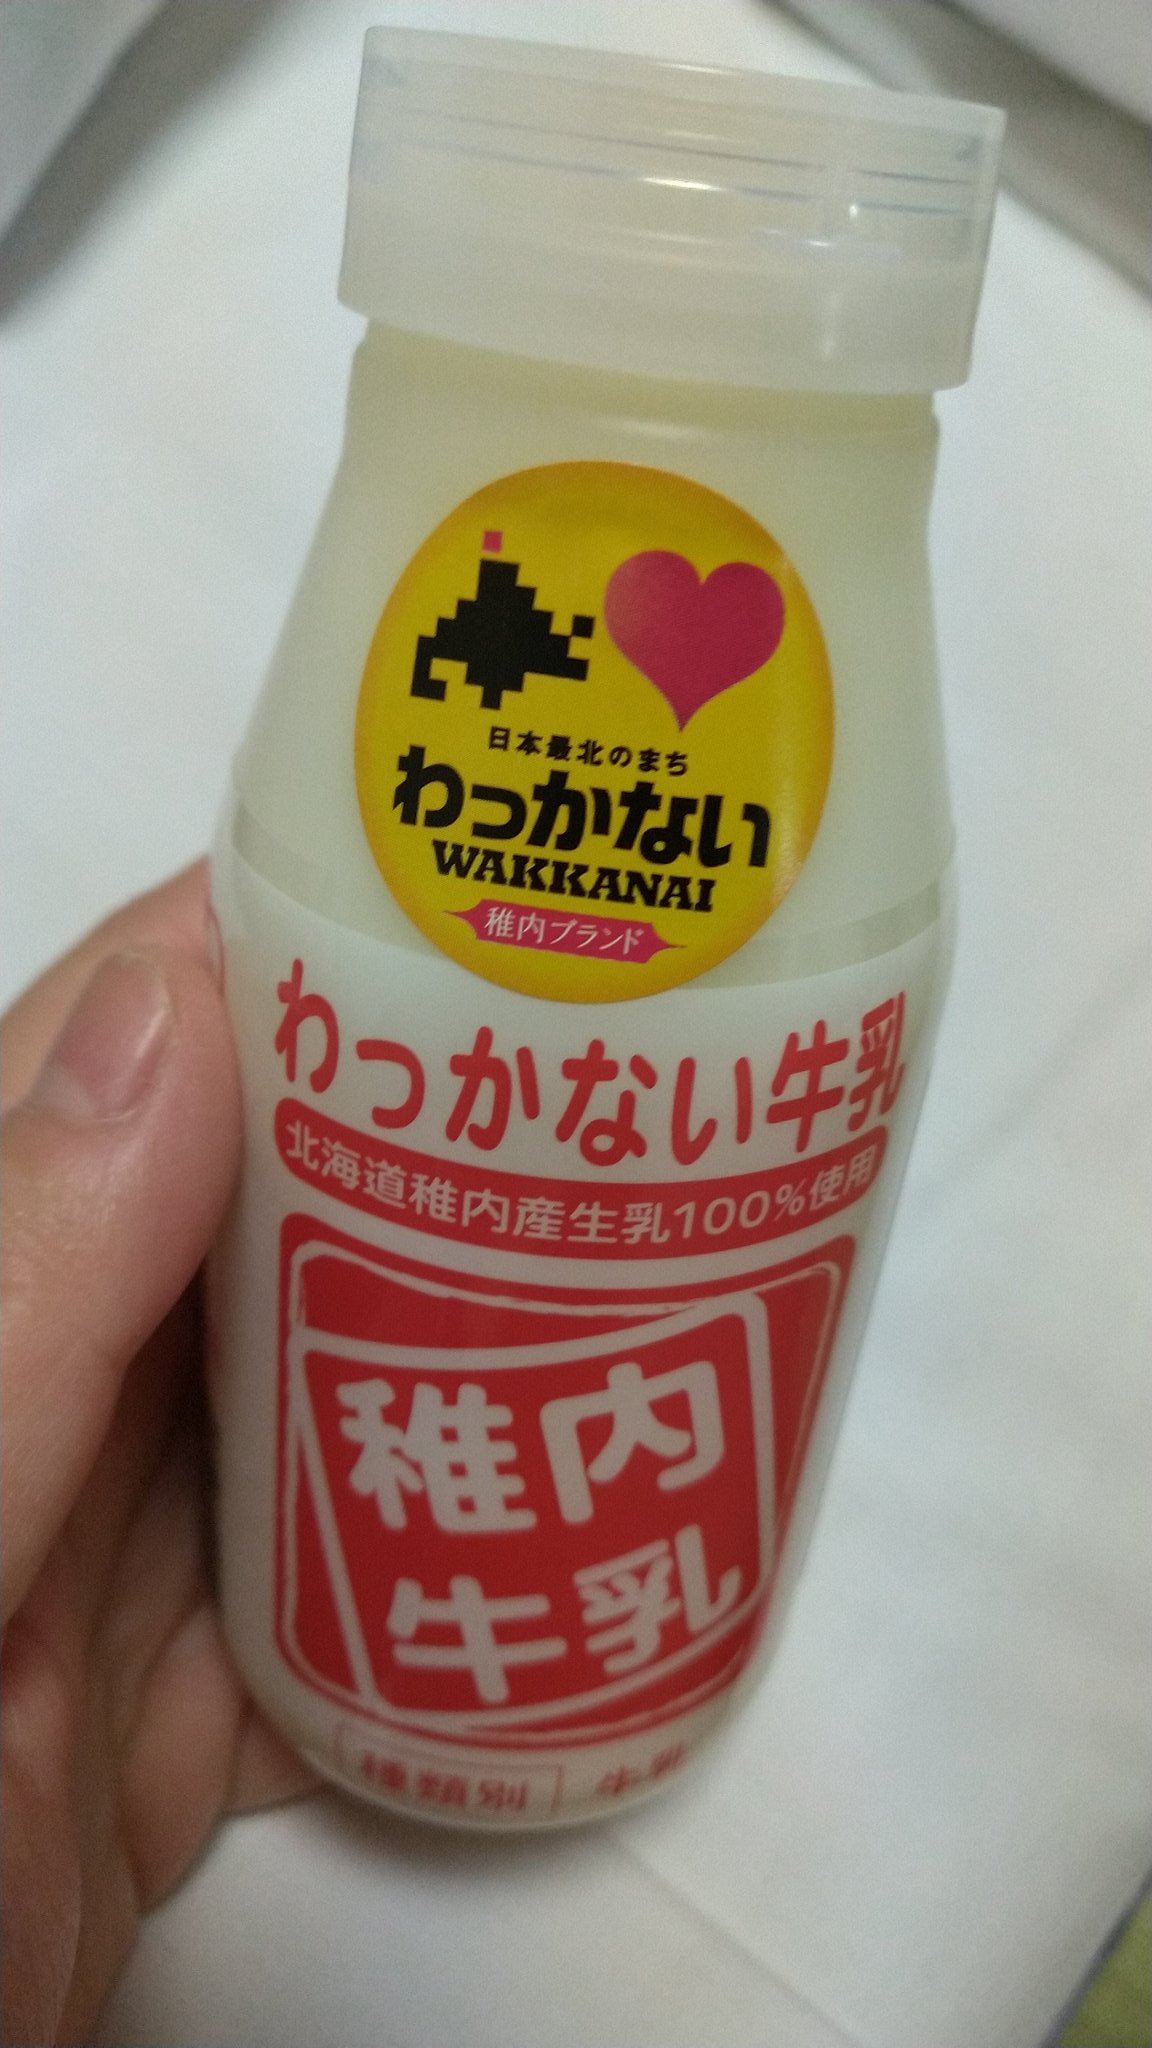 日本最北のまち
わっかない
WAKKANAI
稚内ブランド
わっかない牛乳
北海道稚内産生乳100%使用
稚内
牛乳
種類別 牛乳